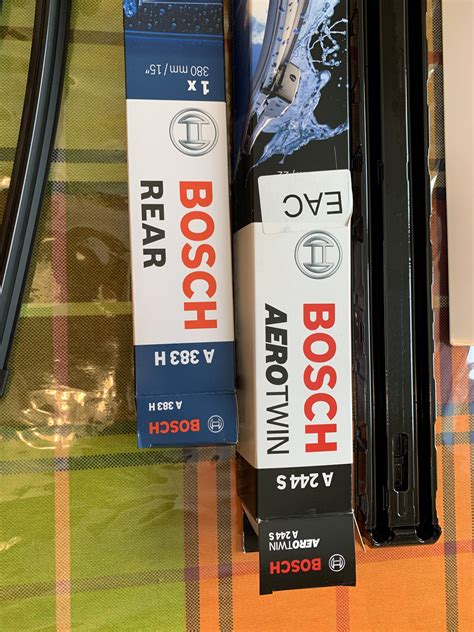 1 x
380 mm / 15"
BOSCH
REAR
A 383 H
A 383 H
BOSCH
EAC
BOSCH
AEROTWIN
A 244 S
BOSCH
AEROTWIN
A 244 S